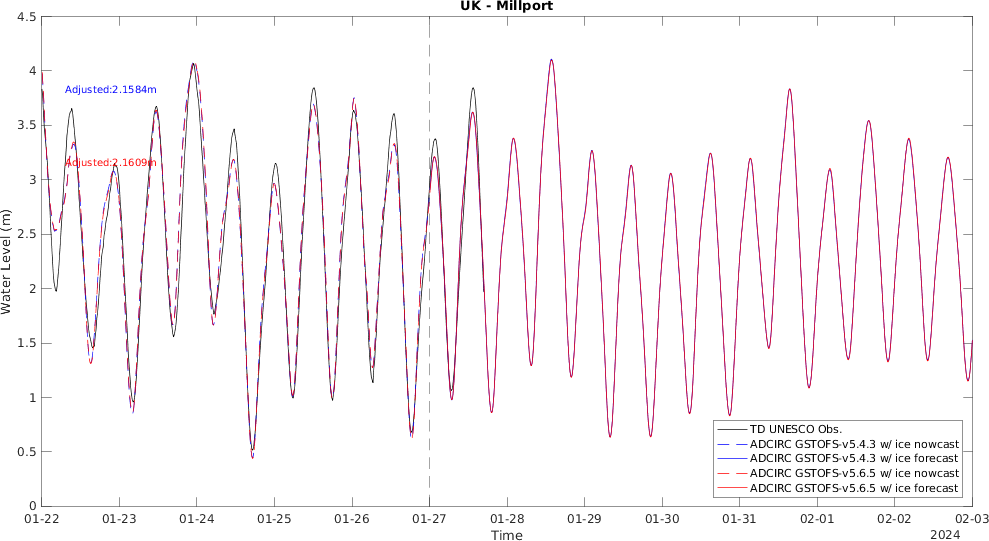 UK - Millport
4.5
4
3.5
3
2.5
2
1.5
1
0.5
0
Water Level (m)
Adjusted:2.1584m
Adjusted:2.1609m
TD UNESCO Obs.
ADCIRC GSTOFS-v5.4.3 w/ ice nowcast
ADCIRC GSTOFS-v5.4.3 w/ ice forecast
ADCIRC GSTOFS-v5.6.5 w/ ice nowcast
ADCIRC GSTOFS-v5.6.5 w/ ice forecast
01-22 01-23 01-24 01-25 01-26 01-27 01-28 01-29 01-30 01-31 02-01 02-02 02-03
Time
2024